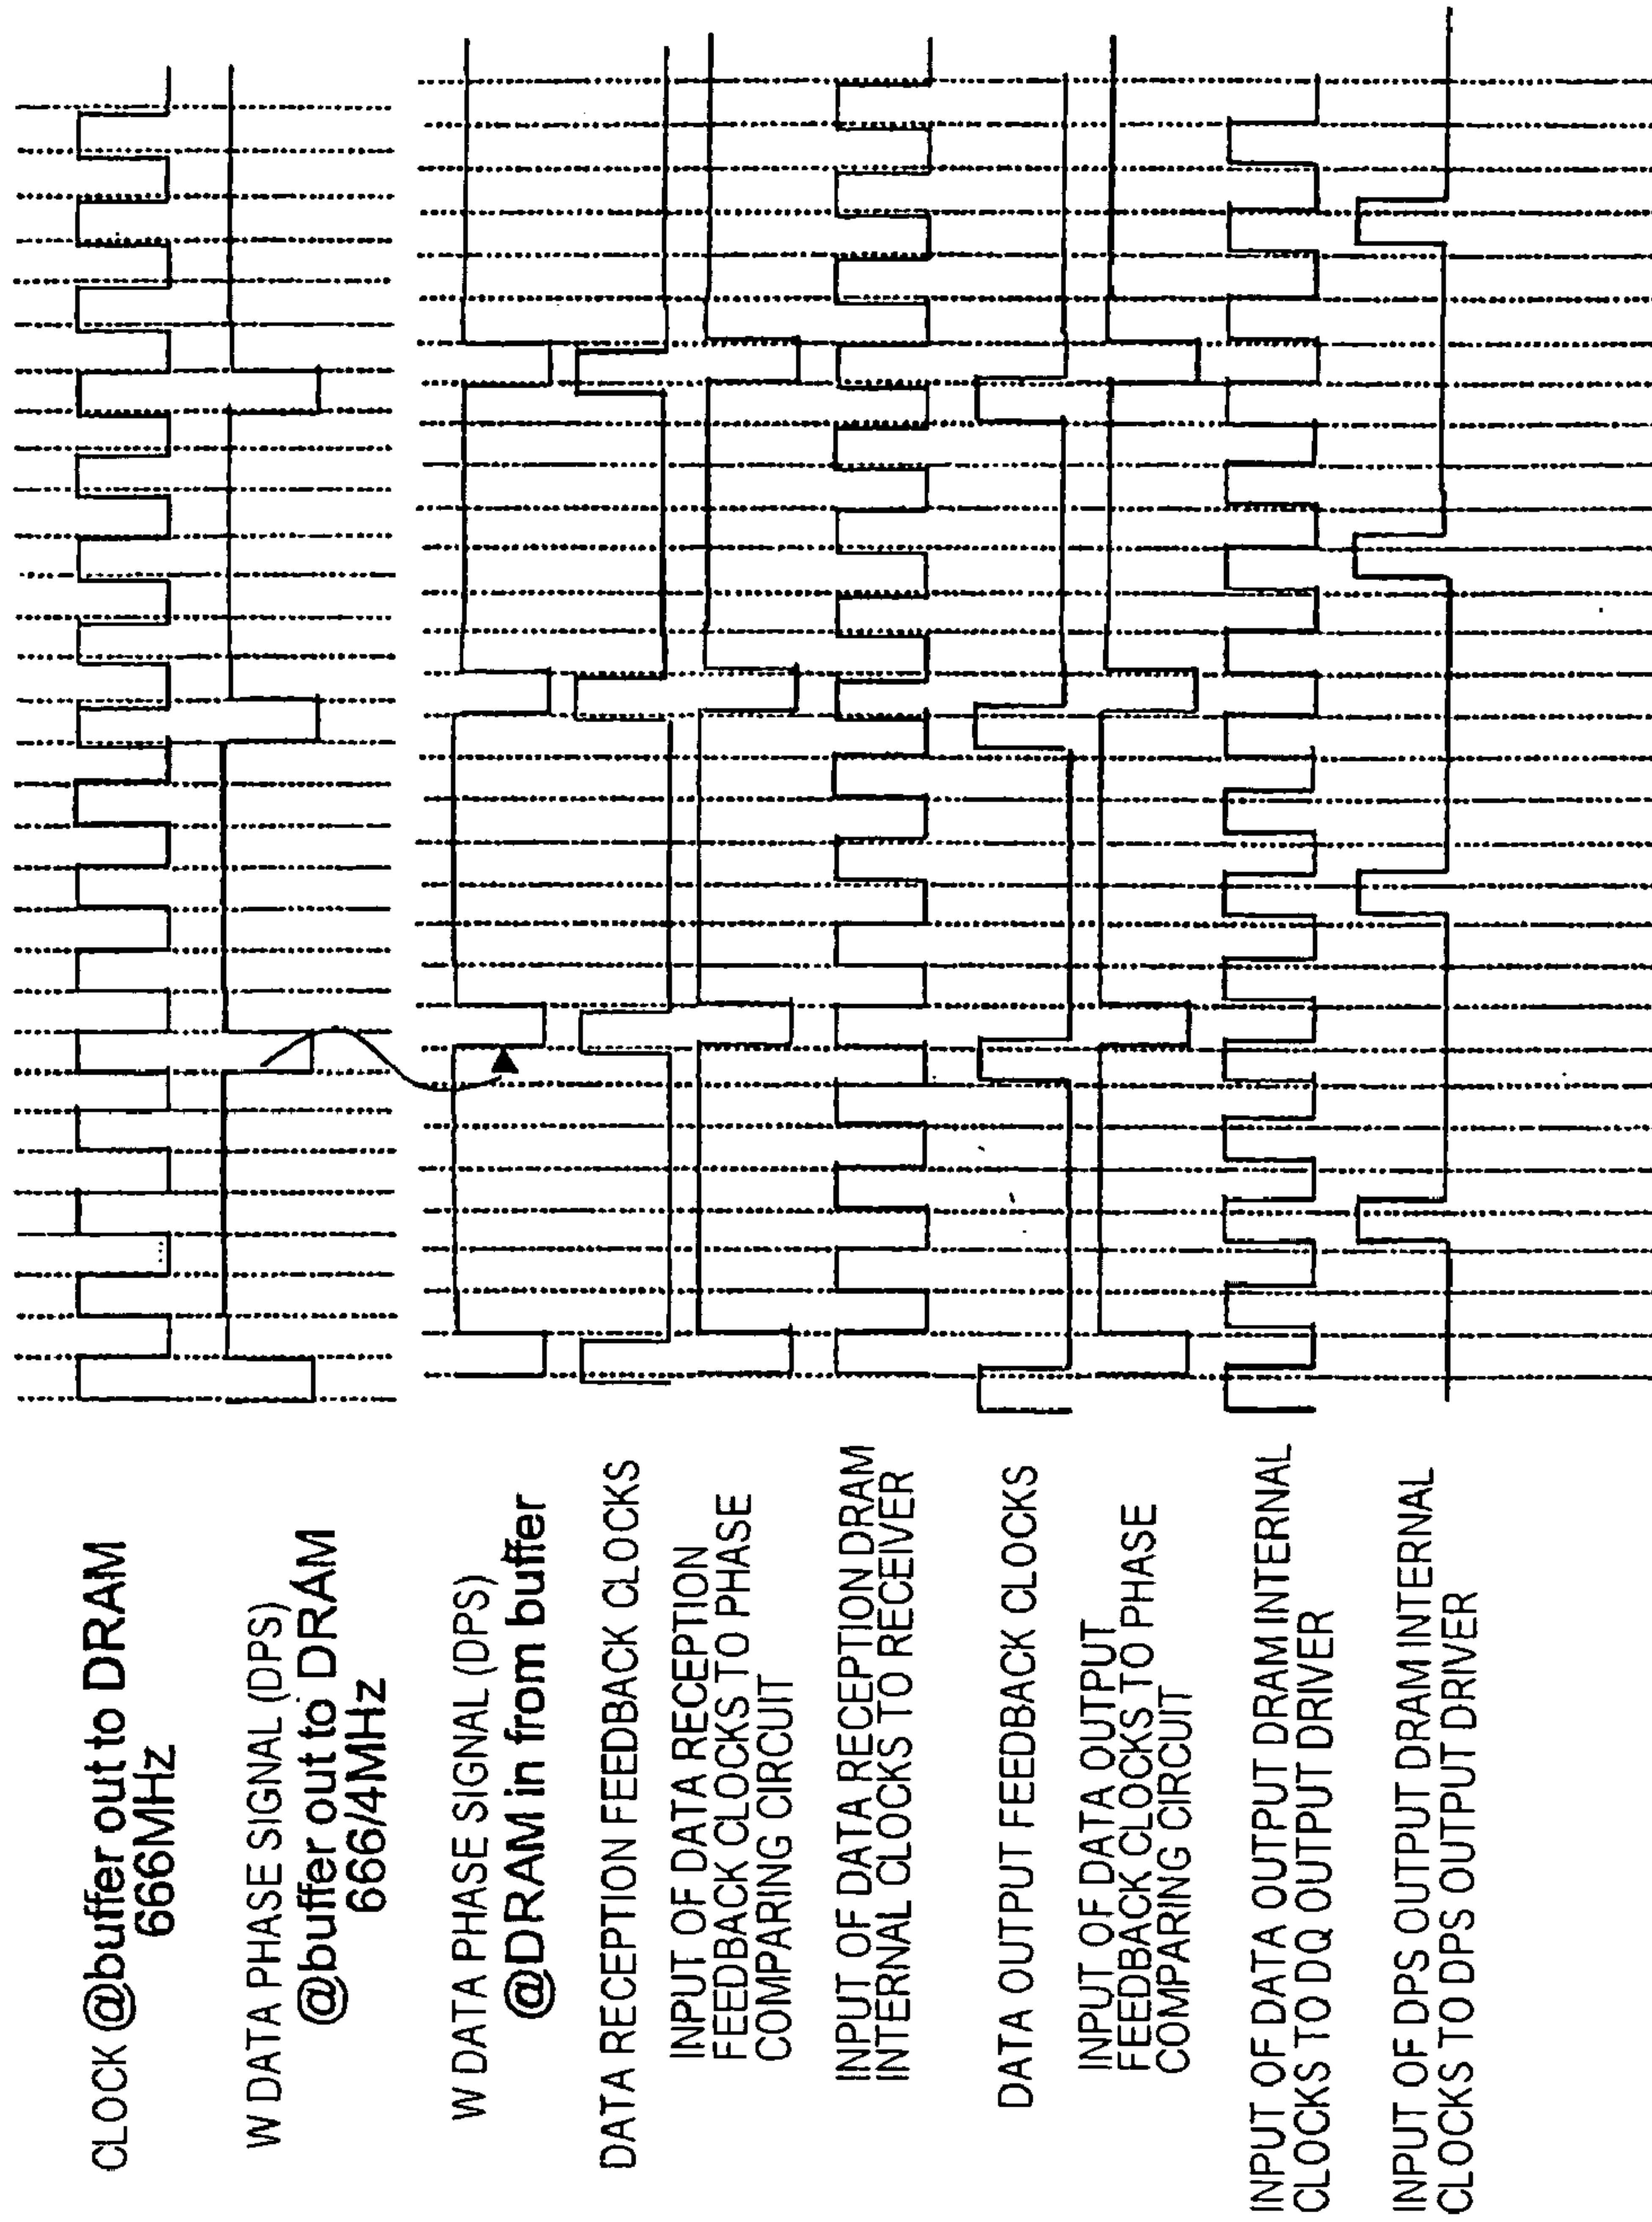 CLOCK @buffer out to DRAM
666MHz
W DATA PHASE SIGNAL (DPS)
@buffer out to DRAM
666/4MHz
W DATA PHASE SIGNAL (DPS)
@DRAM in from buffer
DATA RECEPTION FEEDBACK CLOCKS
INPUT OF DATA RECEPTION
FEEDBACK CLOCKS TO PHASE
COMPARING CIRCUIT
INPUT OF DATA RECEPTION DRAM
INTERNAL CLOCKS TO RECEIVER
DATA OUTPUT FEEDBACK CLOCKS
INPUT OF DATA OUTPUT
FEEDBACK CLOCKS TO PHASE
COMPARING CIRCUIT
INPUT OF DATA OUTPUT DRAM INTERNAL
CLOCKS TO DQ OUTPUT DRIVER
INPUT OF DPS OUTPUT DRAM INTERNAL
CLOCKS TO DPS OUTPUT DRIVER